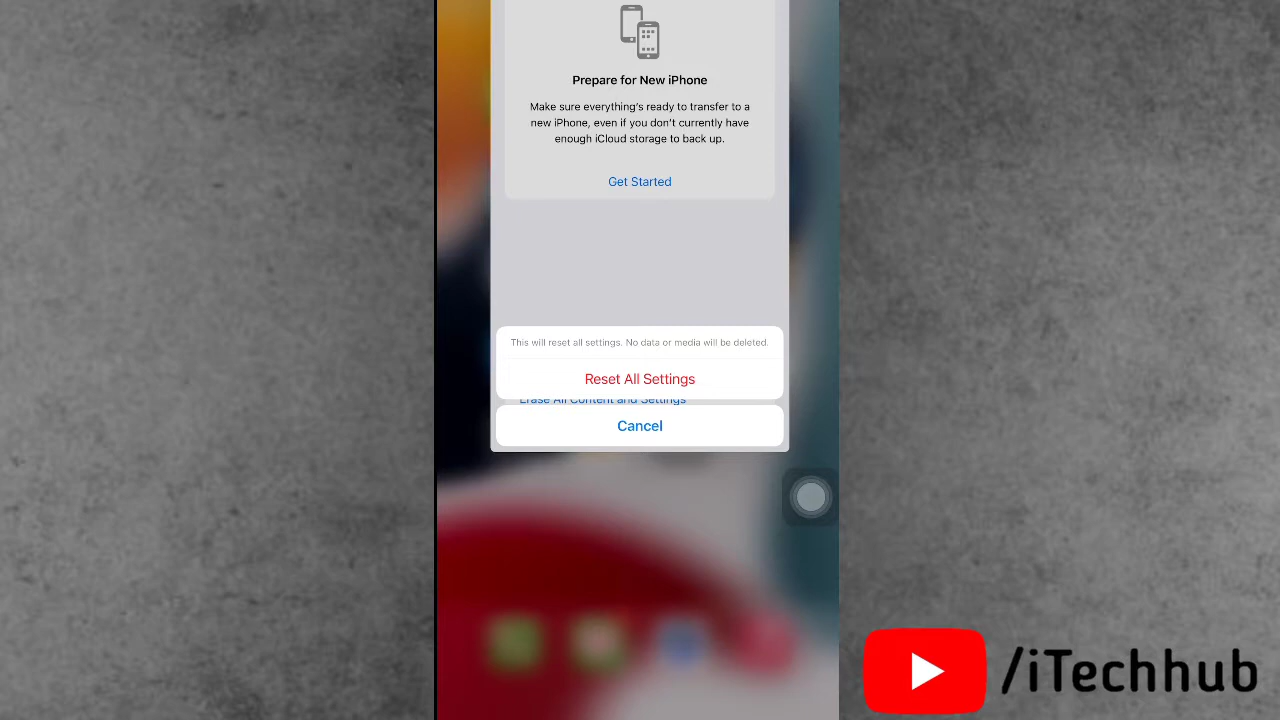 Prepare for New iPhone
Make sure everything's ready to transfer to a
new iPhone, even if you don't currently have
enough iCloud storage to back up.
Get Started
This will reset all settings. No data or media will be deleted.
Reset All Settings
Erase All Content and Settings
Cancel
/iTechhub